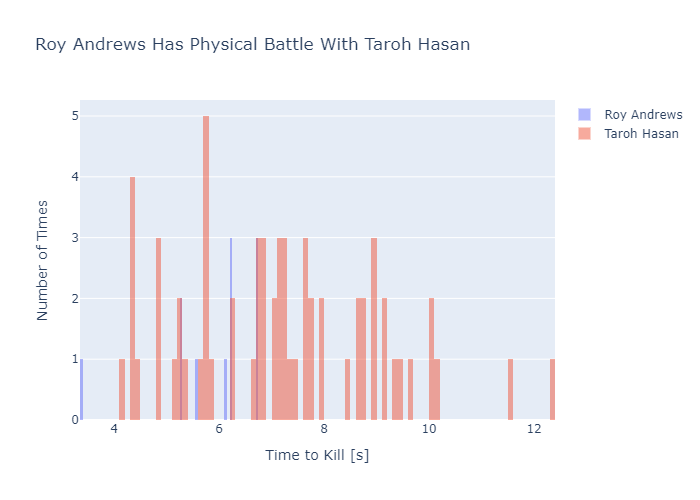 Roy Andrews Has Physical Battle With Taroh Hasan
Roy Andrews
Taroh Hasan
Number of Times
5
4
3
2
1
0
4 6 8 10 12
Time to Kill [s]